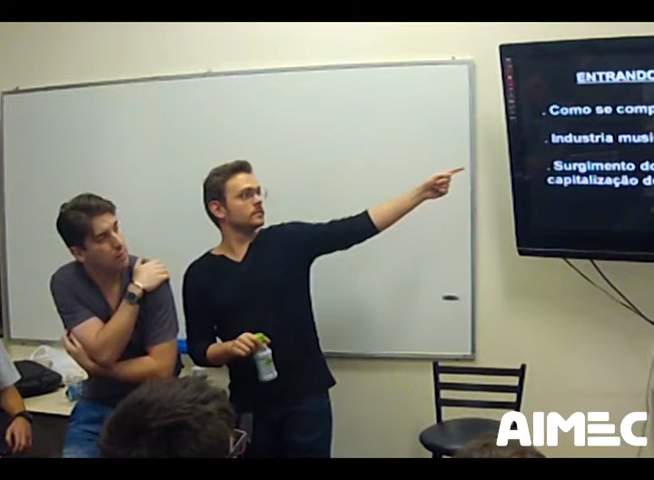 ENTRANDO
. Como se comp
. Industria musi
. Surgimento do
capitalização d
AIMEC